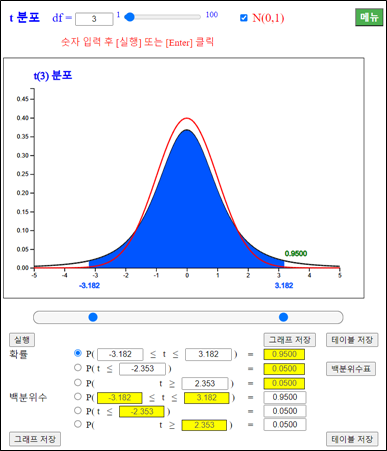 t 분포 df = 3 1 100 N(0,1) 메뉴
숫자 입력 후 [실행] 또는 [Enter] 클릭
t(3) 분포
0.45
0.40
0.35
0.30
0.25
0.20
0.15
0.10
0.05
0.00
0.9500
-5 -4 -3 -2 -1 0 1 2 3 4 5
-3.182 3.182
실행 그래프 저장 테이블 저장
확률 P( -3.182 ≤ t ≤ 3.182 ) = 0.9500
P( t ≤ -2.353 ) = 0.0500 백분위수표
P( t ≥ 2.353 ) = 0.0500
백분위수 P( -3.182 ≤ t ≤ 3.182 ) = 0.9500
P( t ≤ -2.353 ) = 0.0500
P( t ≥ 2.353 ) = 0.0500
그래프 저장 테이블 저장